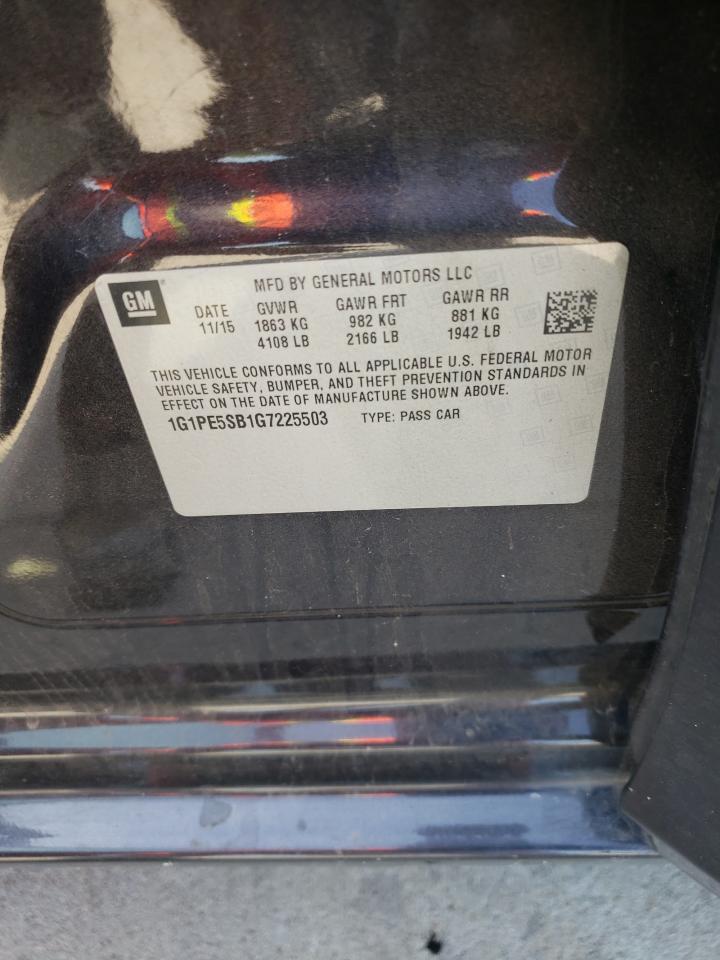 GM
MFD BY GENERAL MOTORS LLC
DATE GVWR GAWR FRT GAWR RR
11/15 1863 KG 982 KG 881 KG
4108 LB 2166 LB 1942 LB
THIS VEHICLE CONFORMS TO ALL APPLICABLE U.S. FEDERAL MOTOR
VEHICLE SAFETY, BUMPER, AND THEFT PREVENTION STANDARDS IN
EFFECT ON THE DATE OF MANUFACTURE SHOWN ABOVE.
1G1PE5SB1G7225503 TYPE: PASS CAR